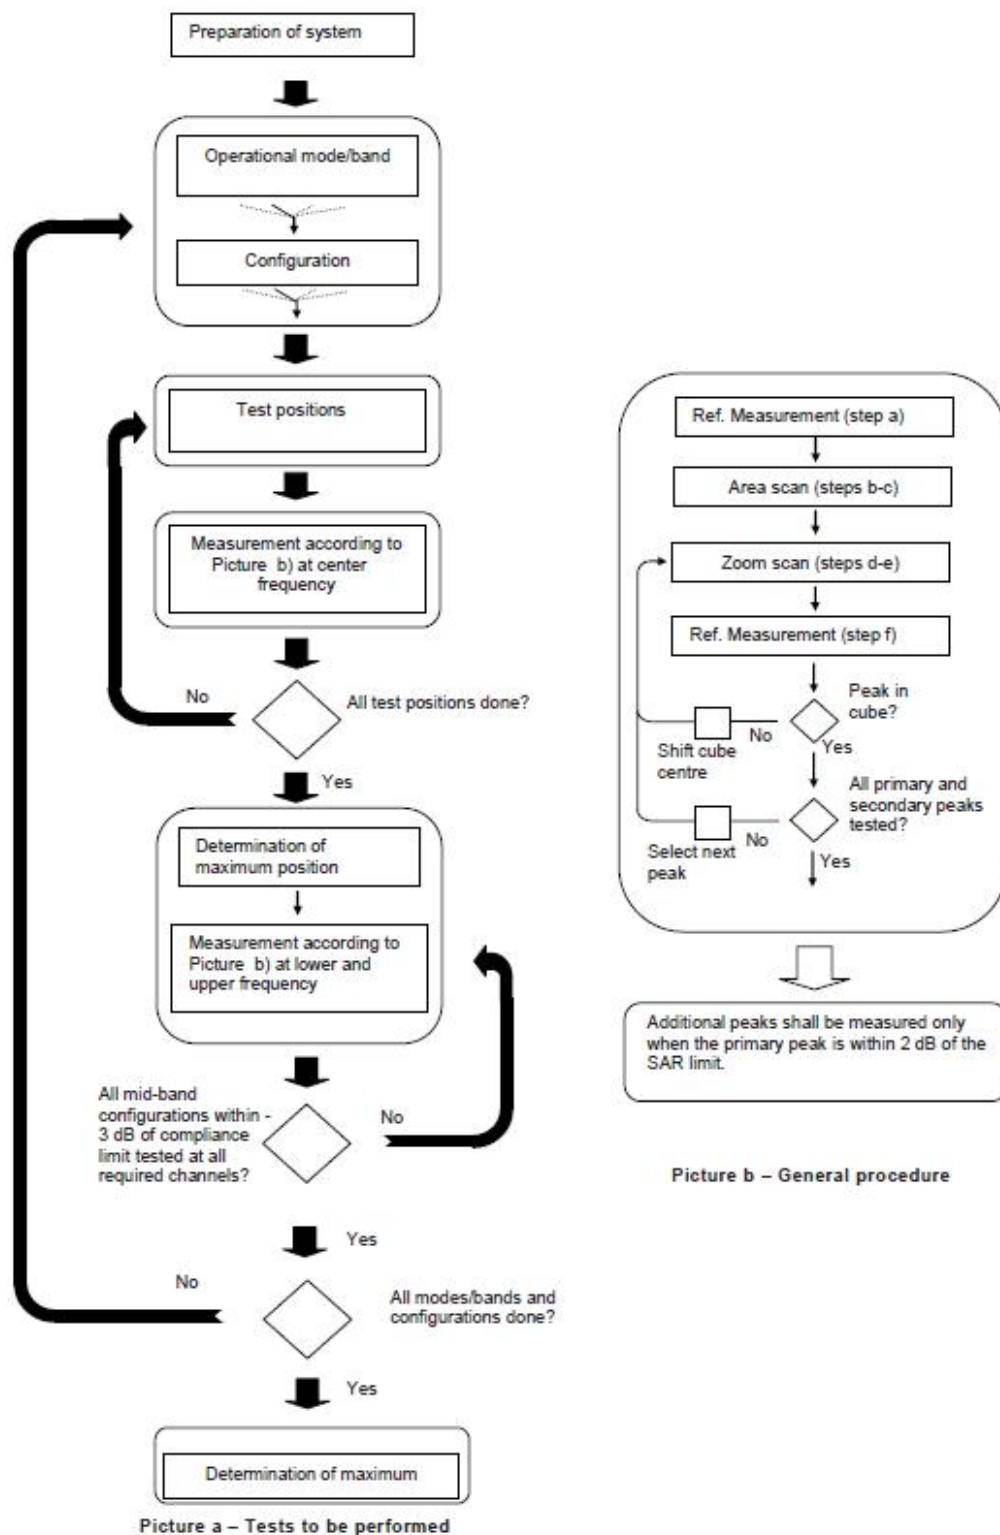 Preparation of system
Operational mode/band
Configuration
Test positions
Measurement according to
Picture b) at center
frequency
No
All test positions done?
Yes
Determination of
maximum position
Measurement according to
Picture b) at lower and
upper frequency
All mid-band
configurations within -
3 dB of compliance
limit tested at all
required channels?
No
Yes
No
All modes/bands and
configurations done?
Yes
Determination of maximum
Picture a – Tests to be performed
Ref. Measurement (step a)
Area scan (steps b-c)
Zoom scan (steps d-e)
Ref. Measurement (step f)
Peak in
cube?
No
Yes
Shift cube
centre
All primary and
secondary peaks
tested?
No
Yes
Select next
peak
Additional peaks shall be measured only
when the primary peak is within 2 dB of the
SAR limit.
Picture b – General procedure